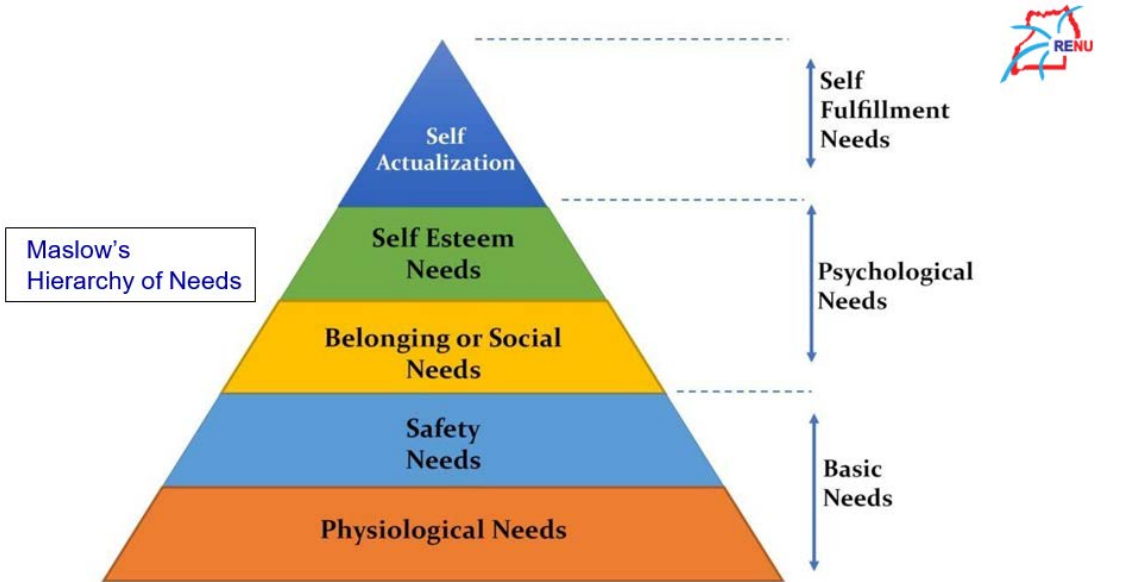 RENU
Self
Fulfillment
Needs
Self
Actualization
Maslow’s
Hierarchy of Needs
Self Esteem
Needs
Psychological
Needs
Belonging or Social
Needs
Safety
Needs
Basic
Needs
Physiological Needs